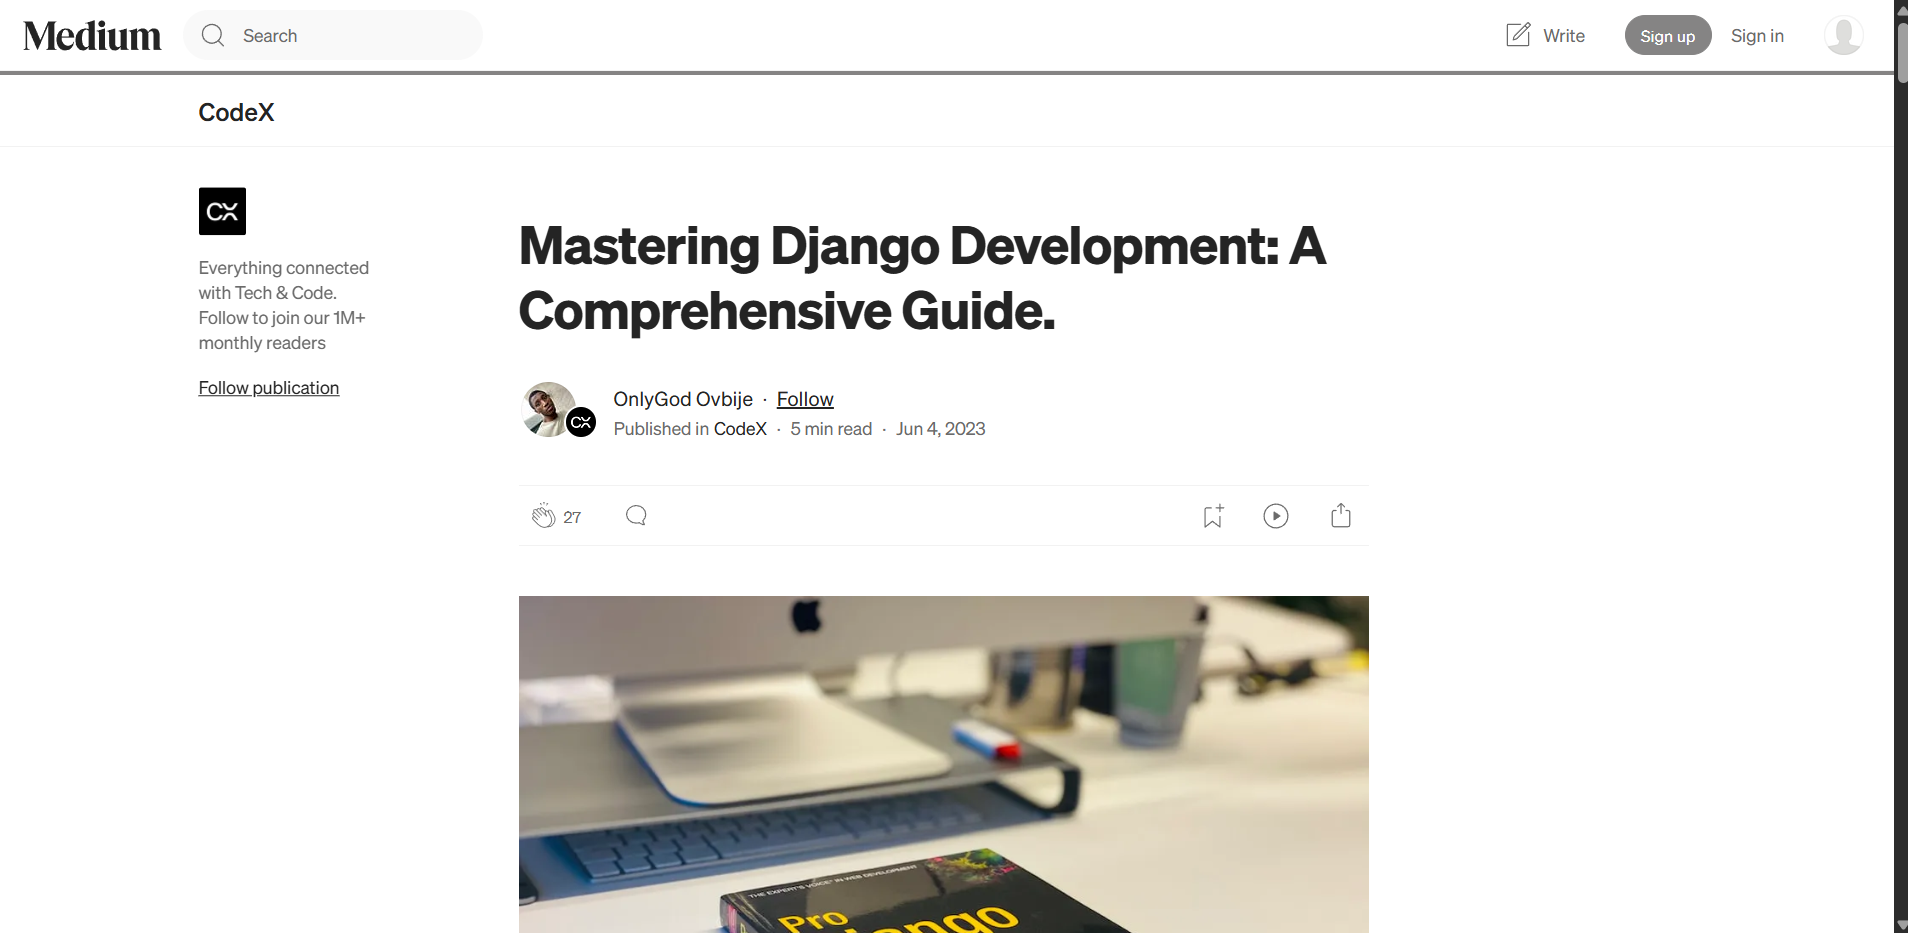 Medium
Search
Write
Sign up
Sign in
CodeX
CX
Everything connected
with Tech & Code.
Follow to join our 1M+
monthly readers
Follow publication
Mastering Django Development: A
Comprehensive Guide.
OnlyGod Ovbije · Follow
CX
Published in CodeX · 5 min read · Jun 4, 2023
27
THE EXPERT'S VOICE® IN WEB DEVELOPMENT
Pro